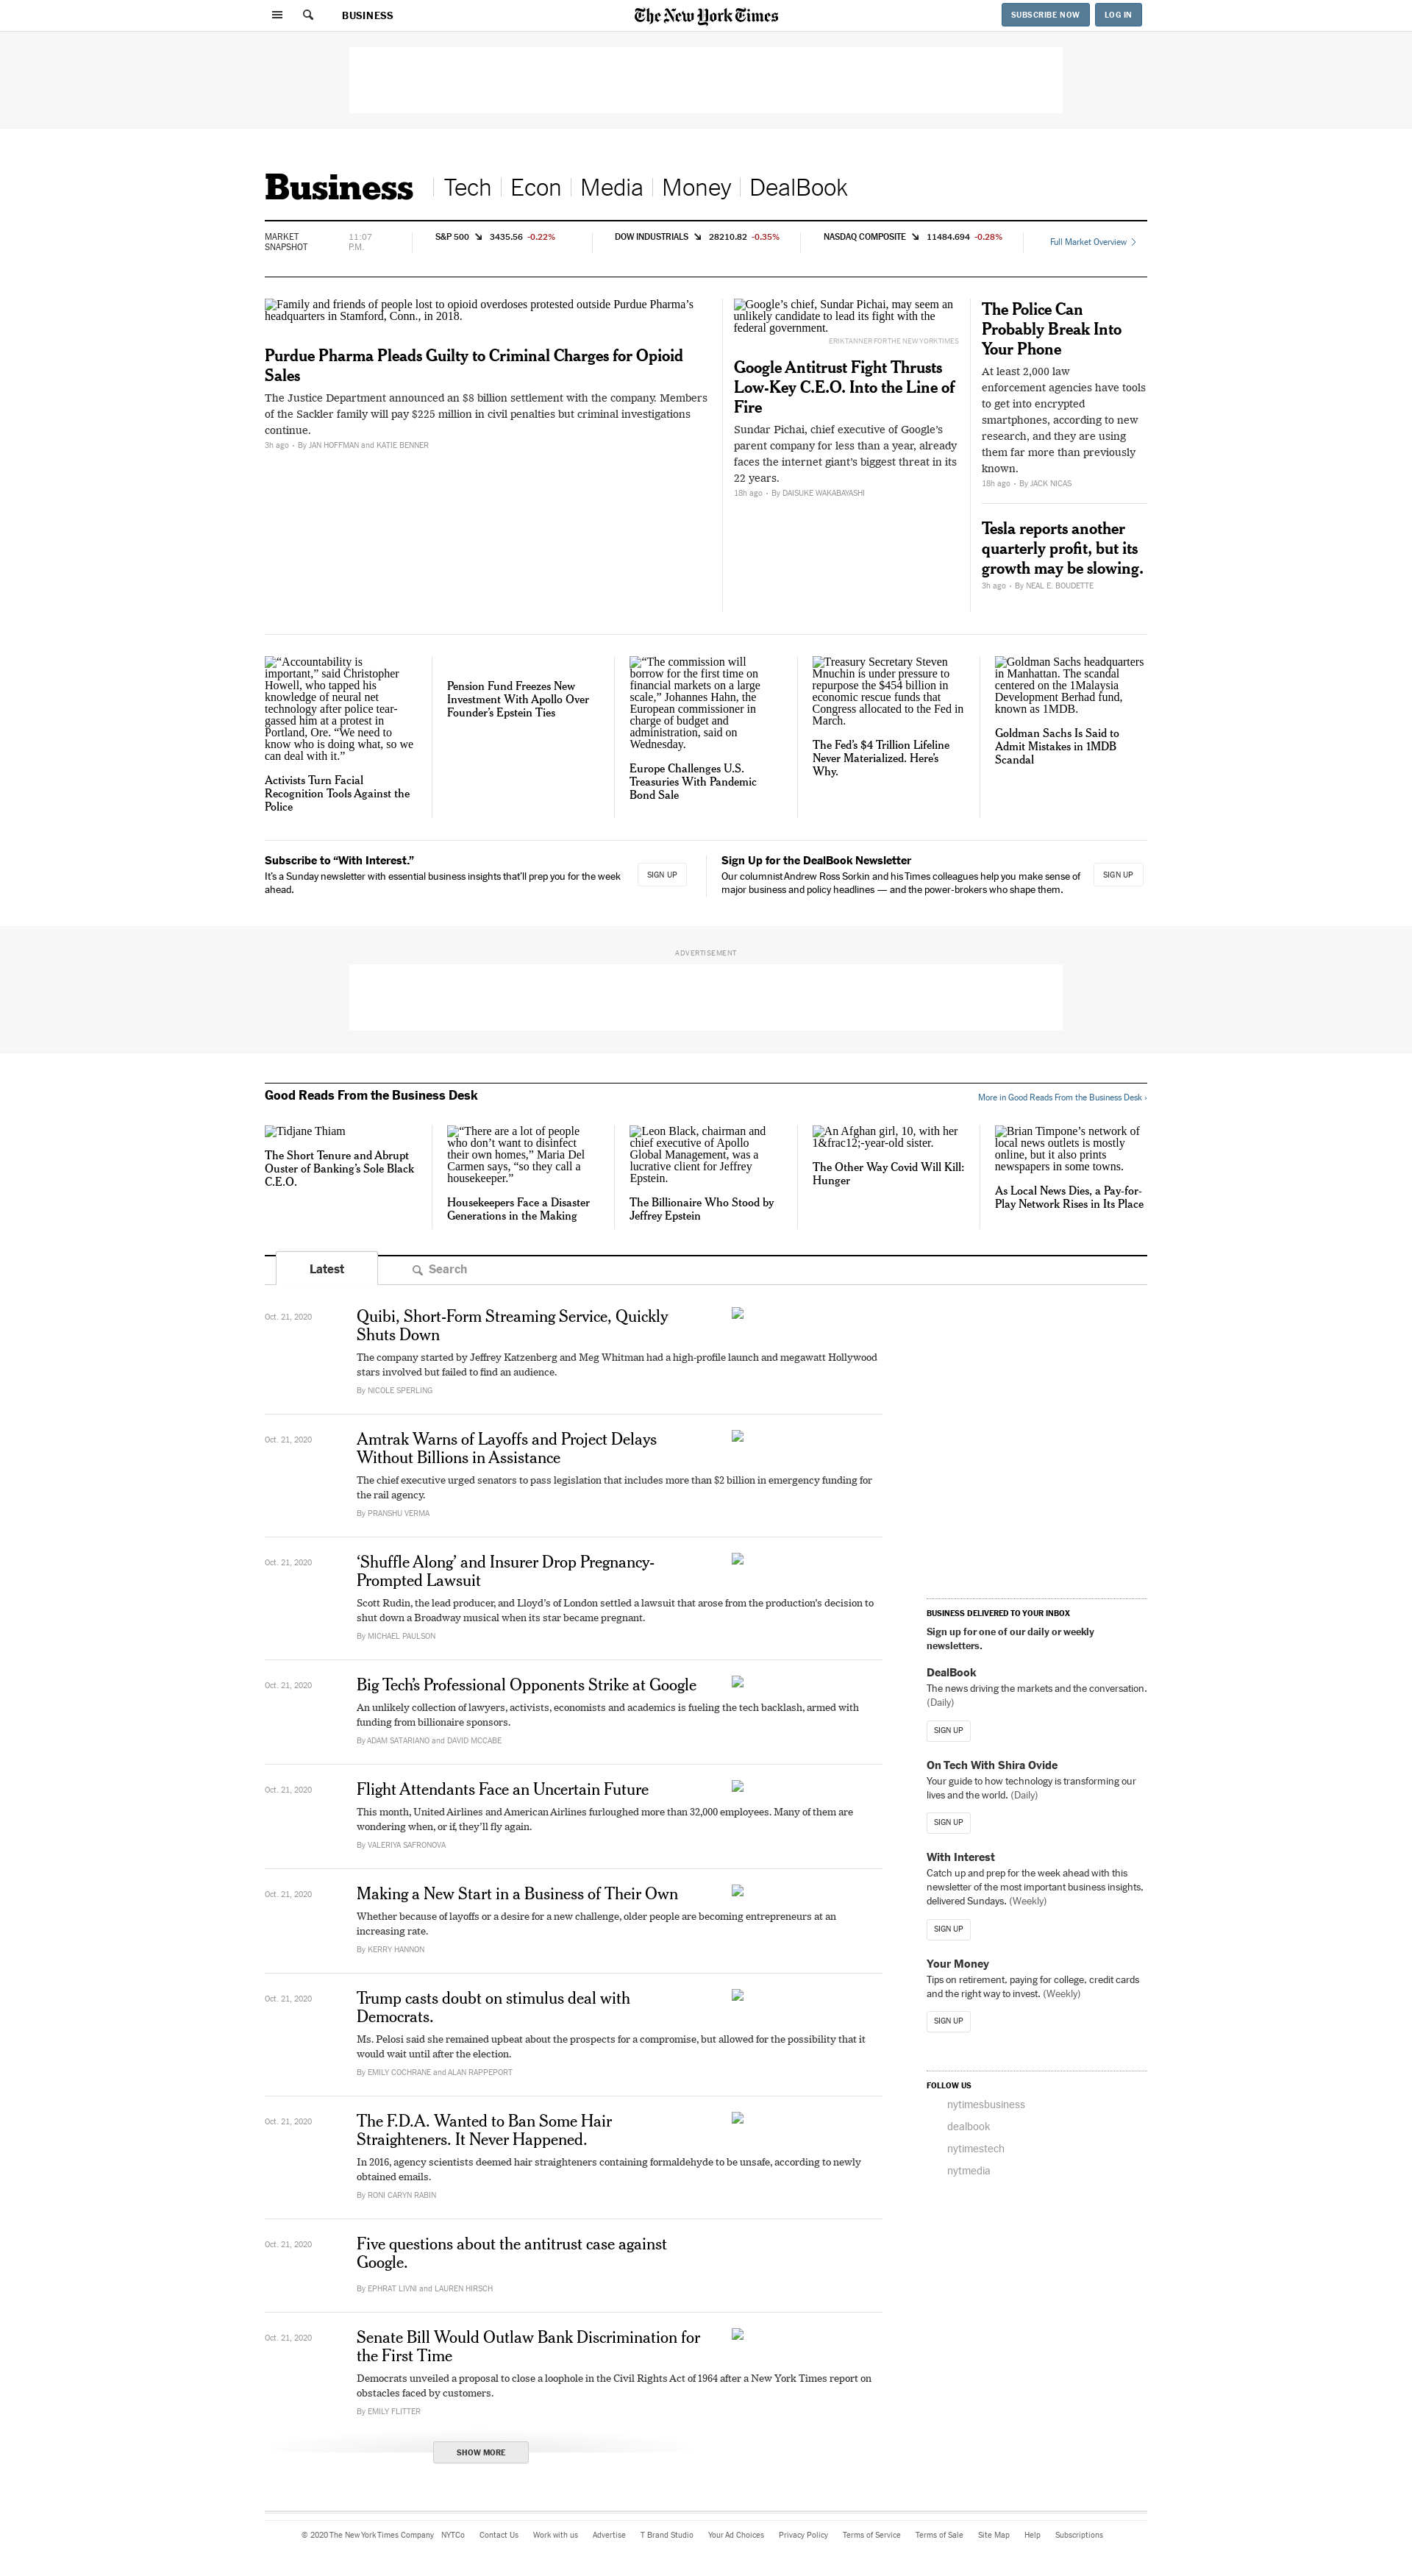 BUSINESS
The New York Times
SUBSCRIBE NOW
LOG IN
Business
Tech
Econ
Media
Money
DealBook
MARKET
SNAPSHOT
11:07
P.M.
S&P 500 3435.56 -0.22%
DOW INDUSTRIALS 28210.82 -0.35%
NASDAQ COMPOSITE 11484.694 -0.28%
Full Market Overview
Family and friends of people lost to opioid overdoses protested outside Purdue Pharma’s
headquarters in Stamford, Conn., in 2018.
Purdue Pharma Pleads Guilty to Criminal Charges for Opioid
Sales
The Justice Department announced an $8 billion settlement with the company. Members
of the Sackler family will pay $225 million in civil penalties but criminal investigations
continue.
3h ago • By JAN HOFFMAN and KATIE BENNER
Google’s chief, Sundar Pichai, may seem an
unlikely candidate to lead its fight with the
federal government.
ERIK TANNER FOR THE NEW YORK TIMES
Google Antitrust Fight Thrusts
Low-Key C.E.O. Into the Line of
Fire
Sundar Pichai, chief executive of Google’s
parent company for less than a year, already
faces the internet giant’s biggest threat in its
22 years.
18h ago • By DAISUKE WAKABAYASHI
The Police Can
Probably Break Into
Your Phone
At least 2,000 law
enforcement agencies have tools
to get into encrypted
smartphones, according to new
research, and they are using
them far more than previously
known.
18h ago • By JACK NICAS
Tesla reports another
quarterly profit, but its
growth may be slowing.
3h ago • By NEAL E. BOUDETTE
“Accountability is
important,” said Christopher
Howell, who tapped his
knowledge of neural net
technology after police tear-
gassed him at a protest in
Portland, Ore. “We need to
know who is doing what, so we
can deal with it.”
Activists Turn Facial
Recognition Tools Against the
Police
Pension Fund Freezes New
Investment With Apollo Over
Founder’s Epstein Ties
“The commission will
borrow for the first time on
financial markets on a large
scale,” Johannes Hahn, the
European commissioner in
charge of budget and
administration, said on
Wednesday.
Europe Challenges U.S.
Treasuries With Pandemic
Bond Sale
Treasury Secretary Steven
Mnuchin is under pressure to
repurpose the $454 billion in
economic rescue funds that
Congress allocated to the Fed in
March.
The Fed’s $4 Trillion Lifeline
Never Materialized. Here’s
Why.
Goldman Sachs headquarters
in Manhattan. The scandal
centered on the 1Malaysia
Development Berhad fund,
known as 1MDB.
Goldman Sachs Is Said to
Admit Mistakes in 1MDB
Scandal
Subscribe to “With Interest.”
It’s a Sunday newsletter with essential business insights that’ll prep you for the week
ahead.
SIGN UP
Sign Up for the DealBook Newsletter
Our columnist Andrew Ross Sorkin and his Times colleagues help you make sense of
major business and policy headlines — and the power-brokers who shape them.
SIGN UP
ADVERTISEMENT
Good Reads From the Business Desk
More in Good Reads From the Business Desk ›
Tidjane Thiam
The Short Tenure and Abrupt
Ouster of Banking’s Sole Black
C.E.O.
“There are a lot of people
who don’t want to disinfect
their own homes,” Maria Del
Carmen says, “so they call a
housekeeper.”
Housekeepers Face a Disaster
Generations in the Making
Leon Black, chairman and
chief executive of Apollo
Global Management, was a
lucrative client for Jeffrey
Epstein.
The Billionaire Who Stood by
Jeffrey Epstein
An Afghan girl, 10, with her
1&frac12;-year-old sister.
The Other Way Covid Will Kill:
Hunger
Brian Timpone’s network of
local news outlets is mostly
online, but it also prints
newspapers in some towns.
As Local News Dies, a Pay-for-
Play Network Rises in Its Place
Latest
Search
Oct. 21, 2020
Quibi, Short-Form Streaming Service, Quickly
Shuts Down
The company started by Jeffrey Katzenberg and Meg Whitman had a high-profile launch and megawatt Hollywood
stars involved but failed to find an audience.
By NICOLE SPERLING
Oct. 21, 2020
Amtrak Warns of Layoffs and Project Delays
Without Billions in Assistance
The chief executive urged senators to pass legislation that includes more than $2 billion in emergency funding for
the rail agency.
By PRANSHU VERMA
Oct. 21, 2020
‘Shuffle Along’ and Insurer Drop Pregnancy-
Prompted Lawsuit
Scott Rudin, the lead producer, and Lloyd’s of London settled a lawsuit that arose from the production’s decision to
shut down a Broadway musical when its star became pregnant.
By MICHAEL PAULSON
Oct. 21, 2020
Big Tech’s Professional Opponents Strike at Google
An unlikely collection of lawyers, activists, economists and academics is fueling the tech backlash, armed with
funding from billionaire sponsors.
By ADAM SATARIANO and DAVID MCCABE
Oct. 21, 2020
Flight Attendants Face an Uncertain Future
This month, United Airlines and American Airlines furloughed more than 32,000 employees. Many of them are
wondering when, or if, they’ll fly again.
By VALERIYA SAFRONOVA
Oct. 21, 2020
Making a New Start in a Business of Their Own
Whether because of layoffs or a desire for a new challenge, older people are becoming entrepreneurs at an
increasing rate.
By KERRY HANNON
Oct. 21, 2020
Trump casts doubt on stimulus deal with
Democrats.
Ms. Pelosi said she remained upbeat about the prospects for a compromise, but allowed for the possibility that it
would wait until after the election.
By EMILY COCHRANE and ALAN RAPPEPORT
Oct. 21, 2020
The F.D.A. Wanted to Ban Some Hair
Straighteners. It Never Happened.
In 2016, agency scientists deemed hair straighteners containing formaldehyde to be unsafe, according to newly
obtained emails.
By RONI CARYN RABIN
Oct. 21, 2020
Five questions about the antitrust case against
Google.
By EPHRAT LIVNI and LAUREN HIRSCH
Oct. 21, 2020
Senate Bill Would Outlaw Bank Discrimination for
the First Time
Democrats unveiled a proposal to close a loophole in the Civil Rights Act of 1964 after a New York Times report on
obstacles faced by customers.
By EMILY FLITTER
SHOW MORE
BUSINESS DELIVERED TO YOUR INBOX
Sign up for one of our daily or weekly
newsletters.
DealBook
The news driving the markets and the conversation.
(Daily)
SIGN UP
On Tech With Shira Ovide
Your guide to how technology is transforming our
lives and the world. (Daily)
SIGN UP
With Interest
Catch up and prep for the week ahead with this
newsletter of the most important business insights,
delivered Sundays. (Weekly)
SIGN UP
Your Money
Tips on retirement, paying for college, credit cards
and the right way to invest. (Weekly)
SIGN UP
FOLLOW US
nytimesbusiness
dealbook
nytimestech
nytmedia
© 2020 The New York Times Company
NYTCo
Contact Us
Work with us
Advertise
T Brand Studio
Your Ad Choices
Privacy Policy
Terms of Service
Terms of Sale
Site Map
Help
Subscriptions